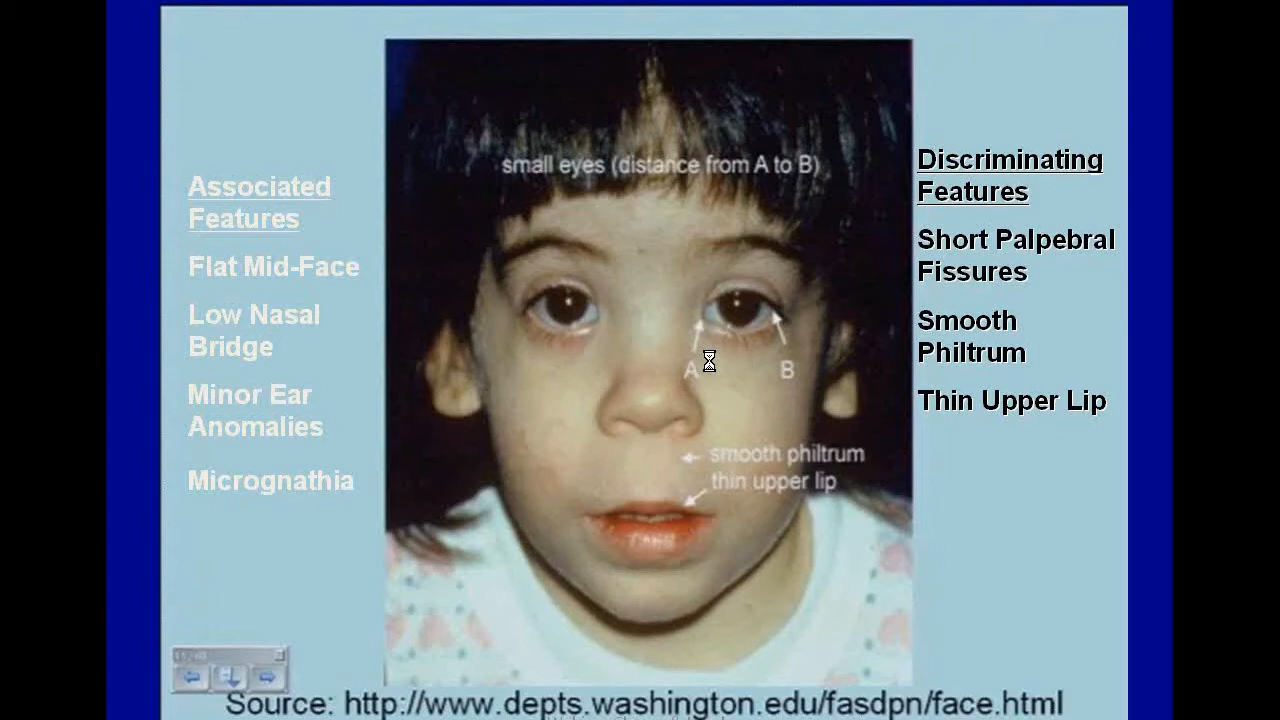 Associated
Features
Flat Mid-Face
Low Nasal
Bridge
Minor Ear
Anomalies
Micrognathia
small eyes (distance from A to B)
A
B
smooth philtrum
thin upper lip
Discriminating
Features
Short Palpebral
Fissures
Smooth
Philtrum
Thin Upper Lip
Source: http://www.depts.washington.edu/fasdpn/face.html